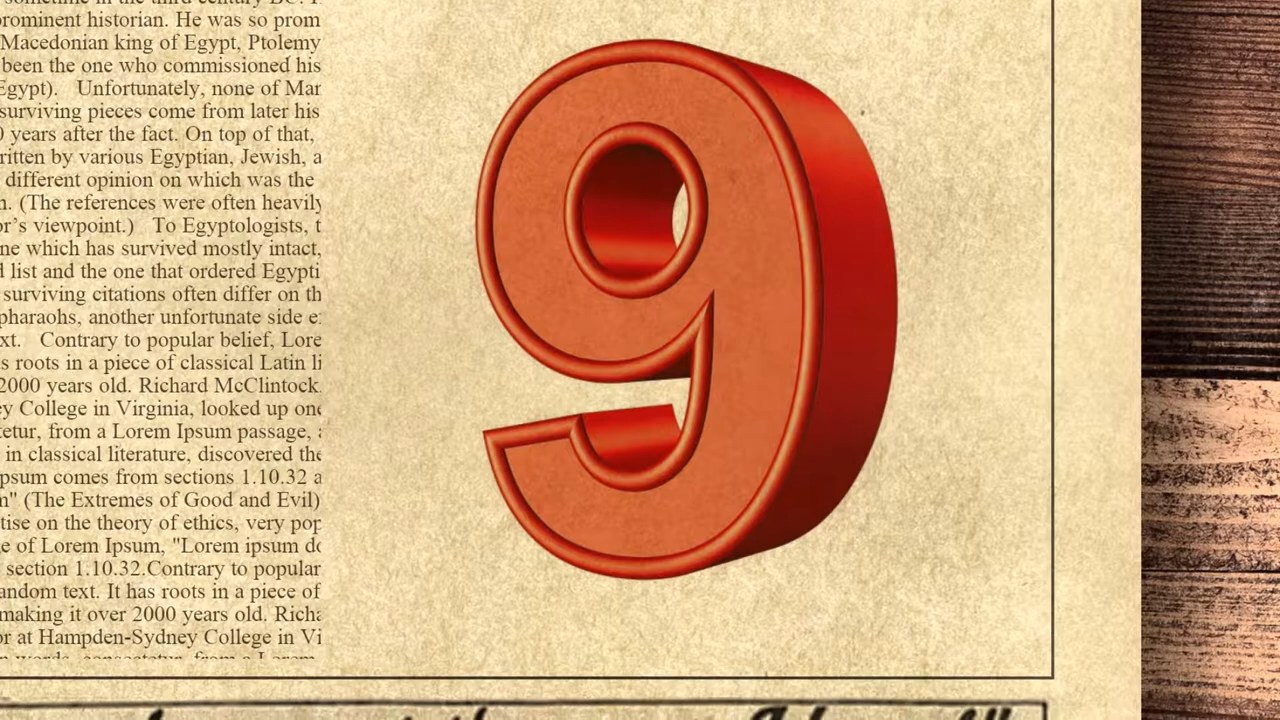 prominent historian. He was so prom
Macedonian king of Egypt, Ptolemy
been the one who commissioned his
Egypt).   Unfortunately, none of Mar
surviving pieces come from later his
0 years after the fact. On top of that,
ritten by various Egyptian, Jewish, a
different opinion on which was the
n. (The references were often heavily
or's viewpoint.)   To Egyptologists, t
ne which has survived mostly intact,
d list and the one that ordered Egypti
surviving citations often differ on th
pharaohs, another unfortunate side e
xt.   Contrary to popular belief, Lore
s roots in a piece of classical Latin li
2000 years old. Richard McClintock
ey College in Virginia, looked up one
tetur, from a Lorem Ipsum passage, a
in classical literature, discovered the
psum comes from sections 1.10.32 a
m" (The Extremes of Good and Evil)
tise on the theory of ethics, very pop
e of Lorem Ipsum, "Lorem ipsum do
section 1.10.32.Contrary to popular
andom text. It has roots in a piece of
making it over 2000 years old. Richa
or at Hampden-Sydney College in Vi
9